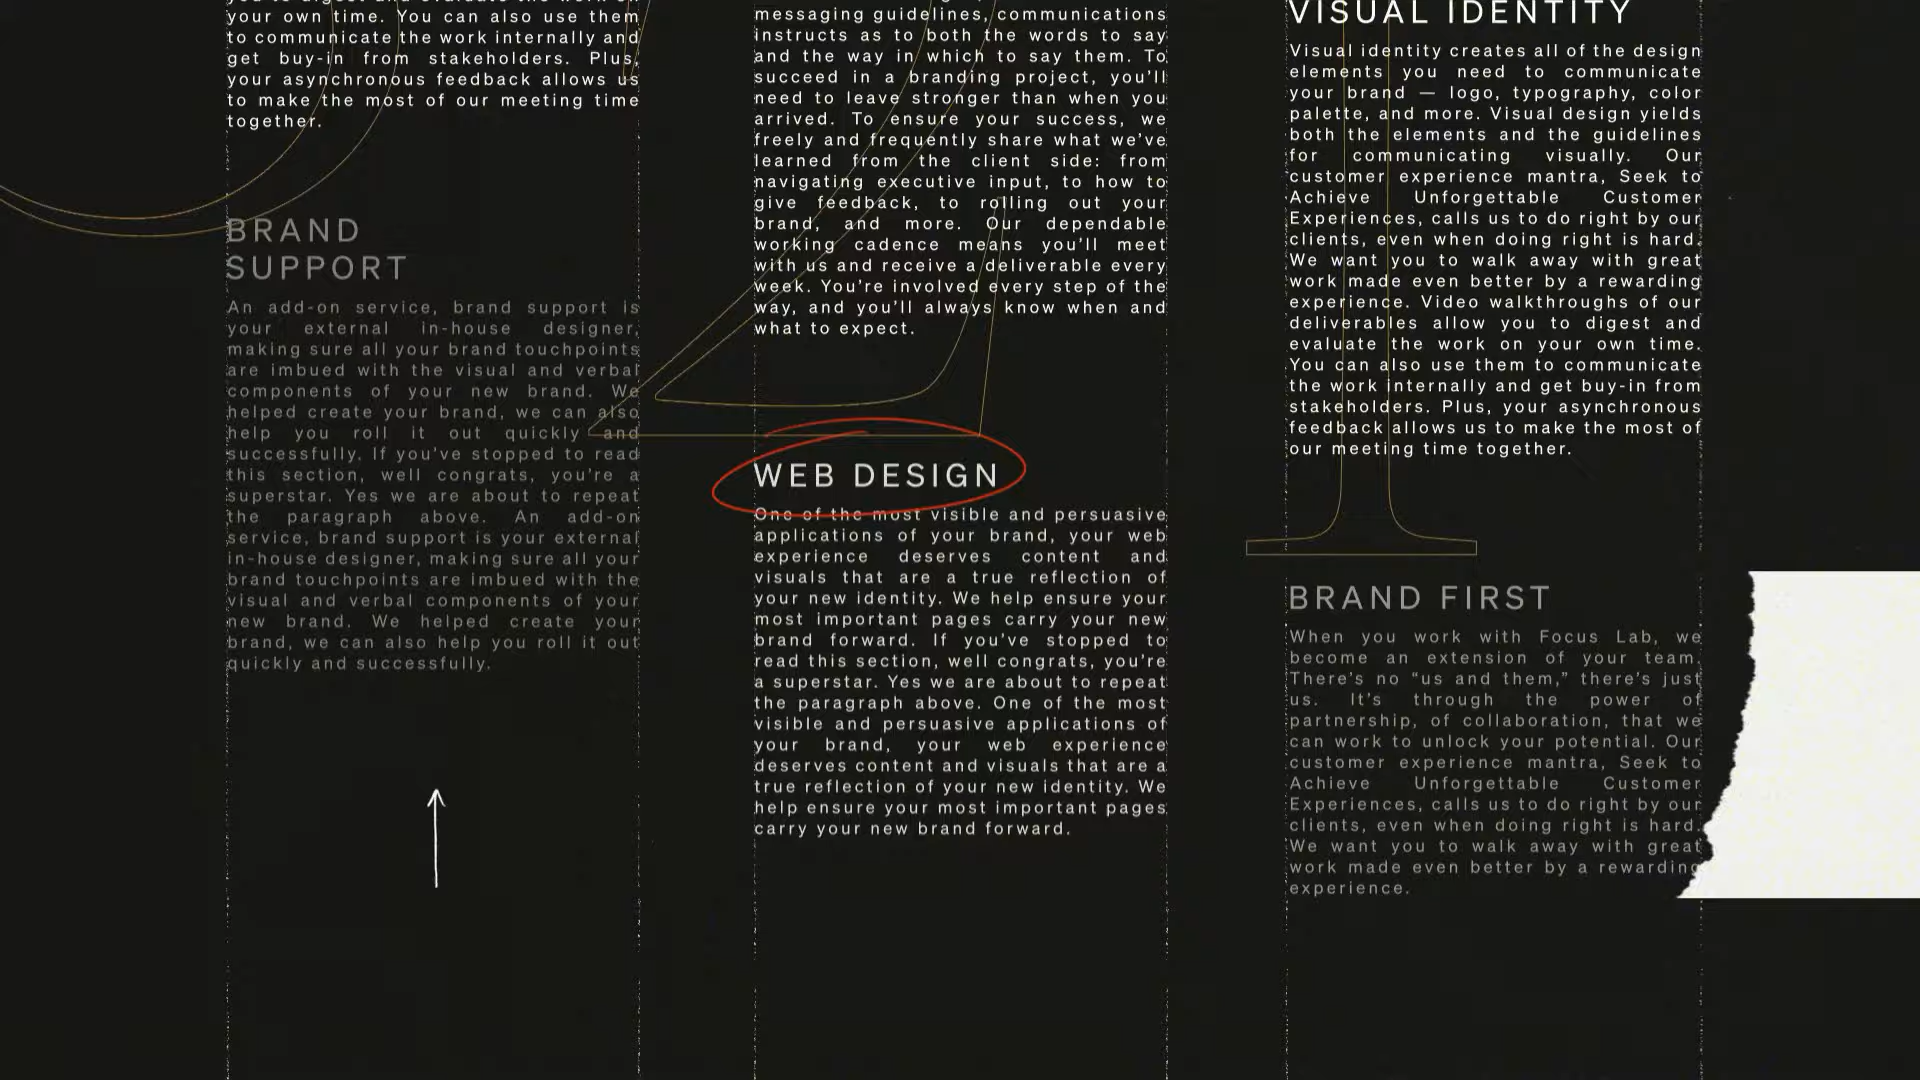 your own time. You can also use them
to communicate the work internally and
get buy-in from stakeholders. Plus,
your asynchronous feedback allows us
to make the most of our meeting time
together.
BRAND
SUPPORT
An add-on service, brand support is
your external in-house designer,
making sure all your brand touchpoints
are imbued with the visual and verbal
components of your new brand. We
helped create your brand, we can also
help you roll it out quickly and
successfully. If you’ve stopped to read
this section, well congrats, you’re a
superstar. Yes we are about to repeat
the paragraph above. An add-on
service, brand support is your external
in-house designer, making sure all your
brand touchpoints are imbued with the
visual and verbal components of your
new brand. We helped create your
brand, we can also help you roll it out
quickly and successfully.
messaging guidelines, communications
instructs as to both the words to say
and the way in which to say them. To
succeed in a branding project, you’ll
need to leave stronger than when you
arrived. To ensure your success, we
freely and frequently share what we’ve
learned from the client side: from
navigating executive input, to how to
give feedback, to rolling out your
brand, and more. Our dependable
working cadence means you’ll meet
with us and receive a deliverable every
week. You’re involved every step of the
way, and you’ll always know when and
what to expect.
WEB DESIGN
One of the most visible and persuasive
applications of your brand, your web
experience deserves content and
visuals that are a true reflection of
your new identity. We help ensure your
most important pages carry your new
brand forward. If you’ve stopped to
read this section, well congrats, you’re
a superstar. Yes we are about to repeat
the paragraph above. One of the most
visible and persuasive applications of
your brand, your web experience
deserves content and visuals that are a
true reflection of your new identity. We
help ensure your most important pages
carry your new brand forward.
VISUAL IDENTITY
Visual identity creates all of the design
elements you need to communicate
your brand — logo, typography, color
palette, and more. Visual design yields
both the elements and the guidelines
for communicating visually. Our
customer experience mantra, Seek to
Achieve Unforgettable Customer
Experiences, calls us to do right by our
clients, even when doing right is hard.
We want you to walk away with great
work made even better by a rewarding
experience. Video walkthroughs of our
deliverables allow you to digest and
evaluate the work on your own time.
You can also use them to communicate
the work internally and get buy-in from
stakeholders. Plus, your asynchronous
feedback allows us to make the most of
our meeting time together.
BRAND FIRST
When you work with Focus Lab, we
become an extension of your team.
There’s no “us and them,” there’s just
us. It’s through the power of
partnership, of collaboration, that we
can work to unlock your potential. Our
customer experience mantra, Seek to
Achieve Unforgettable Customer
Experiences, calls us to do right by our
clients, even when doing right is hard.
We want you to walk away with great
work made even better by a rewarding
experience.